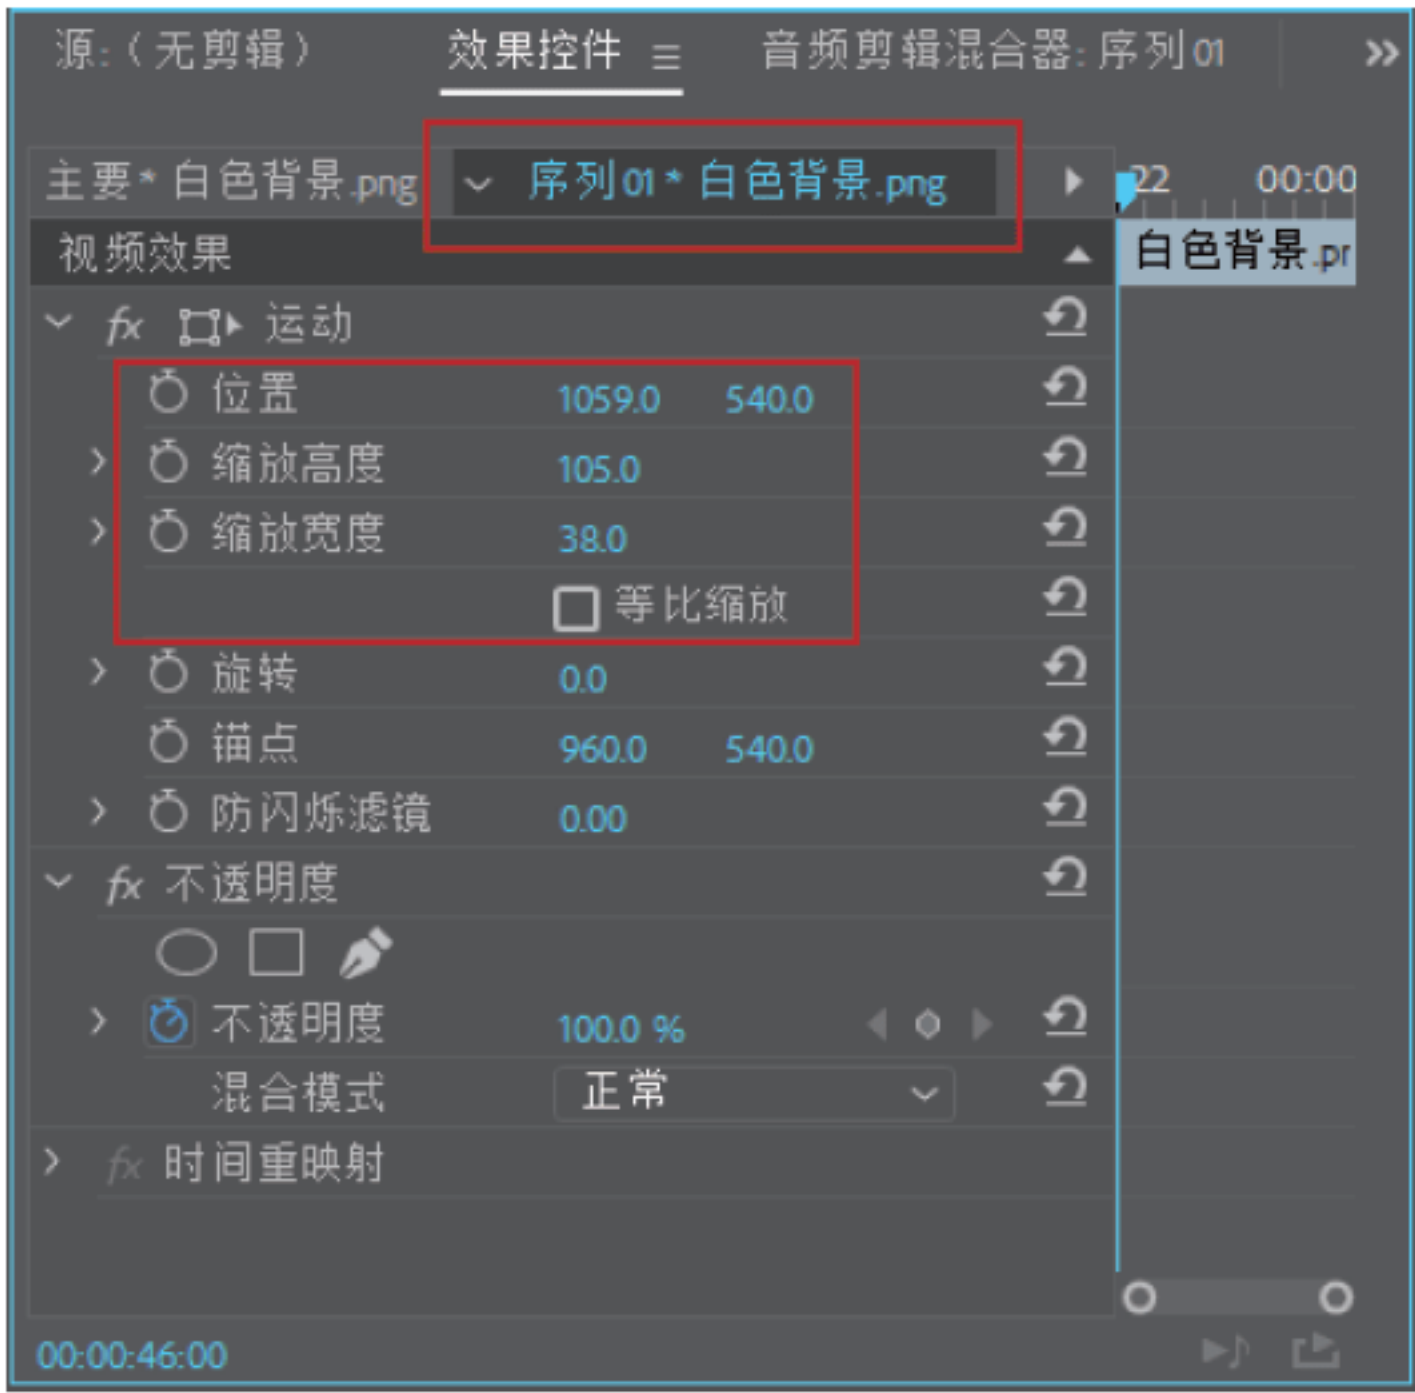 源:（无剪辑） 效果控件 音频剪辑混合器: 序列 01
主要* 白色背景.png 序列 01* 白色背景.png :22 00:00
视频效果 白色背景.pr
fx 运动
位置 1059.0 540.0
缩放高度 105.0
缩放宽度 38.0
等比缩放
旋转 0.0
锚点 960.0 540.0
防闪烁滤镜 0.00
fx 不透明度
不透明度 100.0 %
混合模式 正常
fx 时间重映射
00:00:46:00